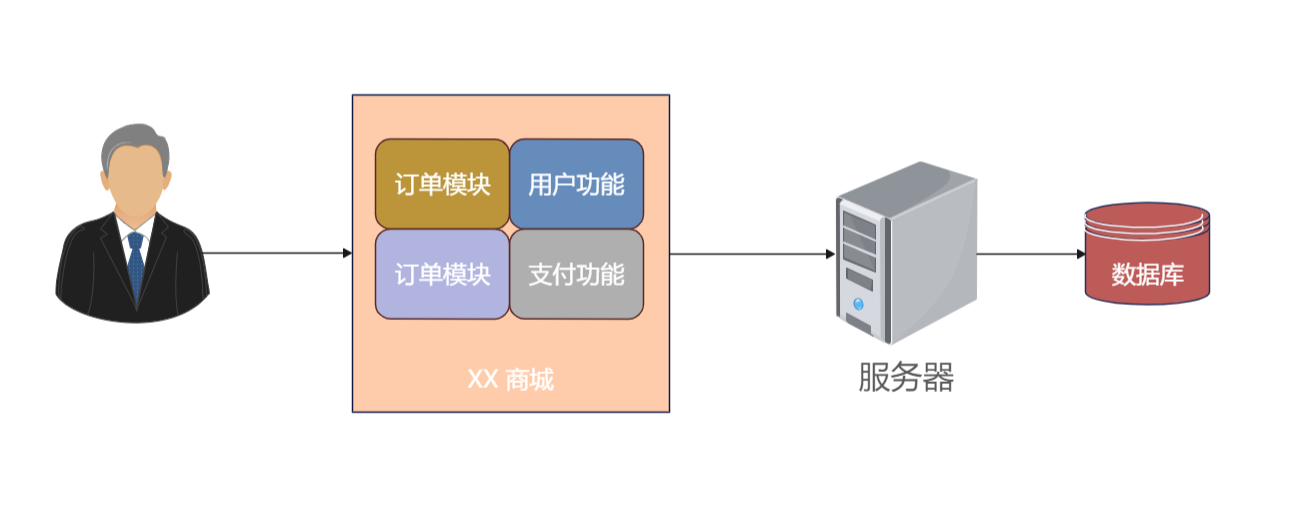 订单模块
用户功能
订单模块
支付功能
XX 商城
服务器
数据库